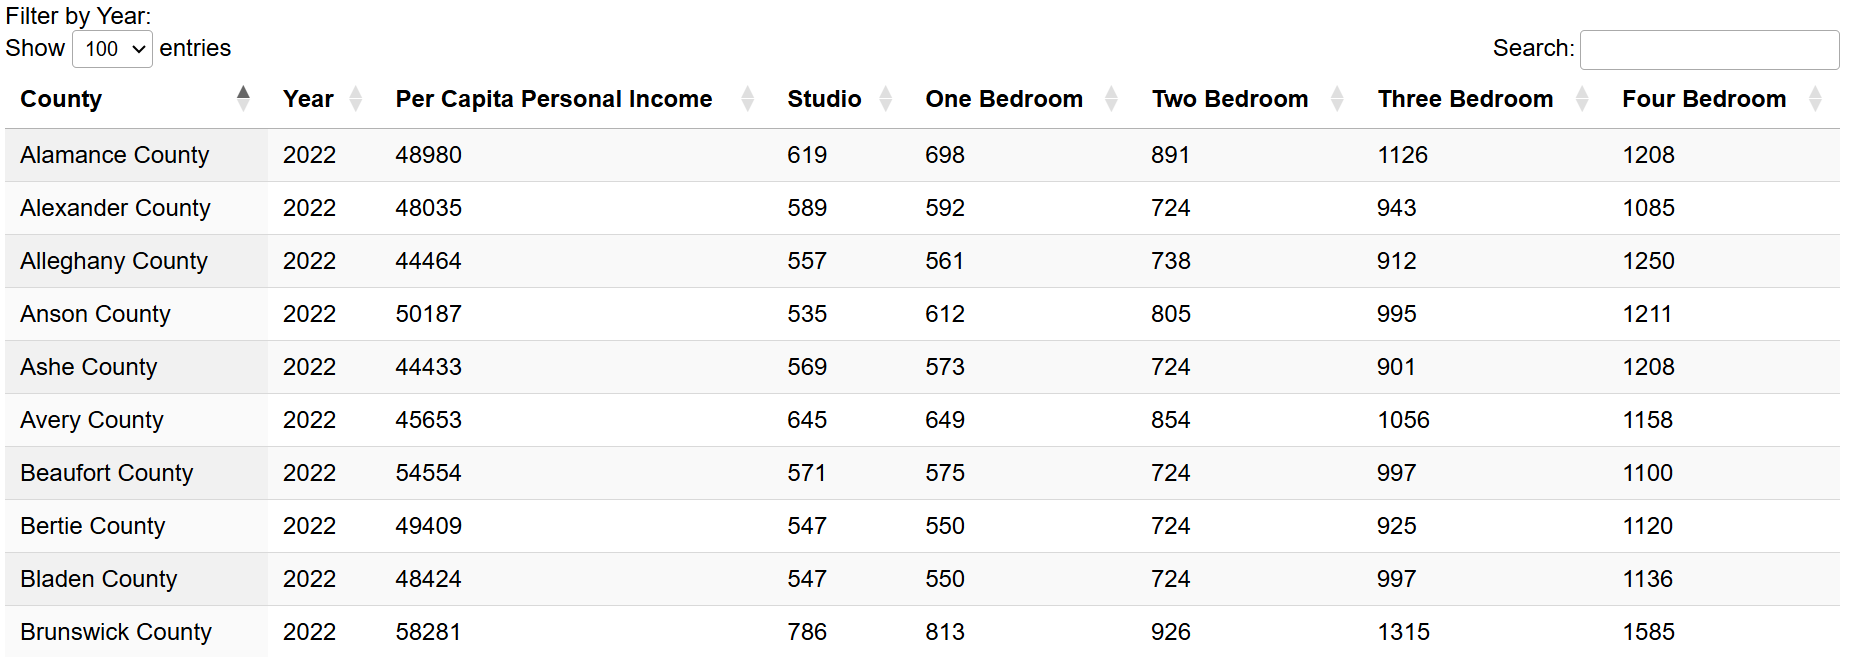 Filter by Year:
Show 100 entries Search:
County Year Per Capita Personal Income Studio One Bedroom Two Bedroom Three Bedroom Four Bedroom
Alamance County 2022 48980 619 698 891 1126 1208
Alexander County 2022 48035 589 592 724 943 1085
Alleghany County 2022 44464 557 561 738 912 1250
Anson County 2022 50187 535 612 805 995 1211
Ashe County 2022 44433 569 573 724 901 1208
Avery County 2022 45653 645 649 854 1056 1158
Beaufort County 2022 54554 571 575 724 997 1100
Bertie County 2022 49409 547 550 724 925 1120
Bladen County 2022 48424 547 550 724 997 1136
Brunswick County 2022 58281 786 813 926 1315 1585